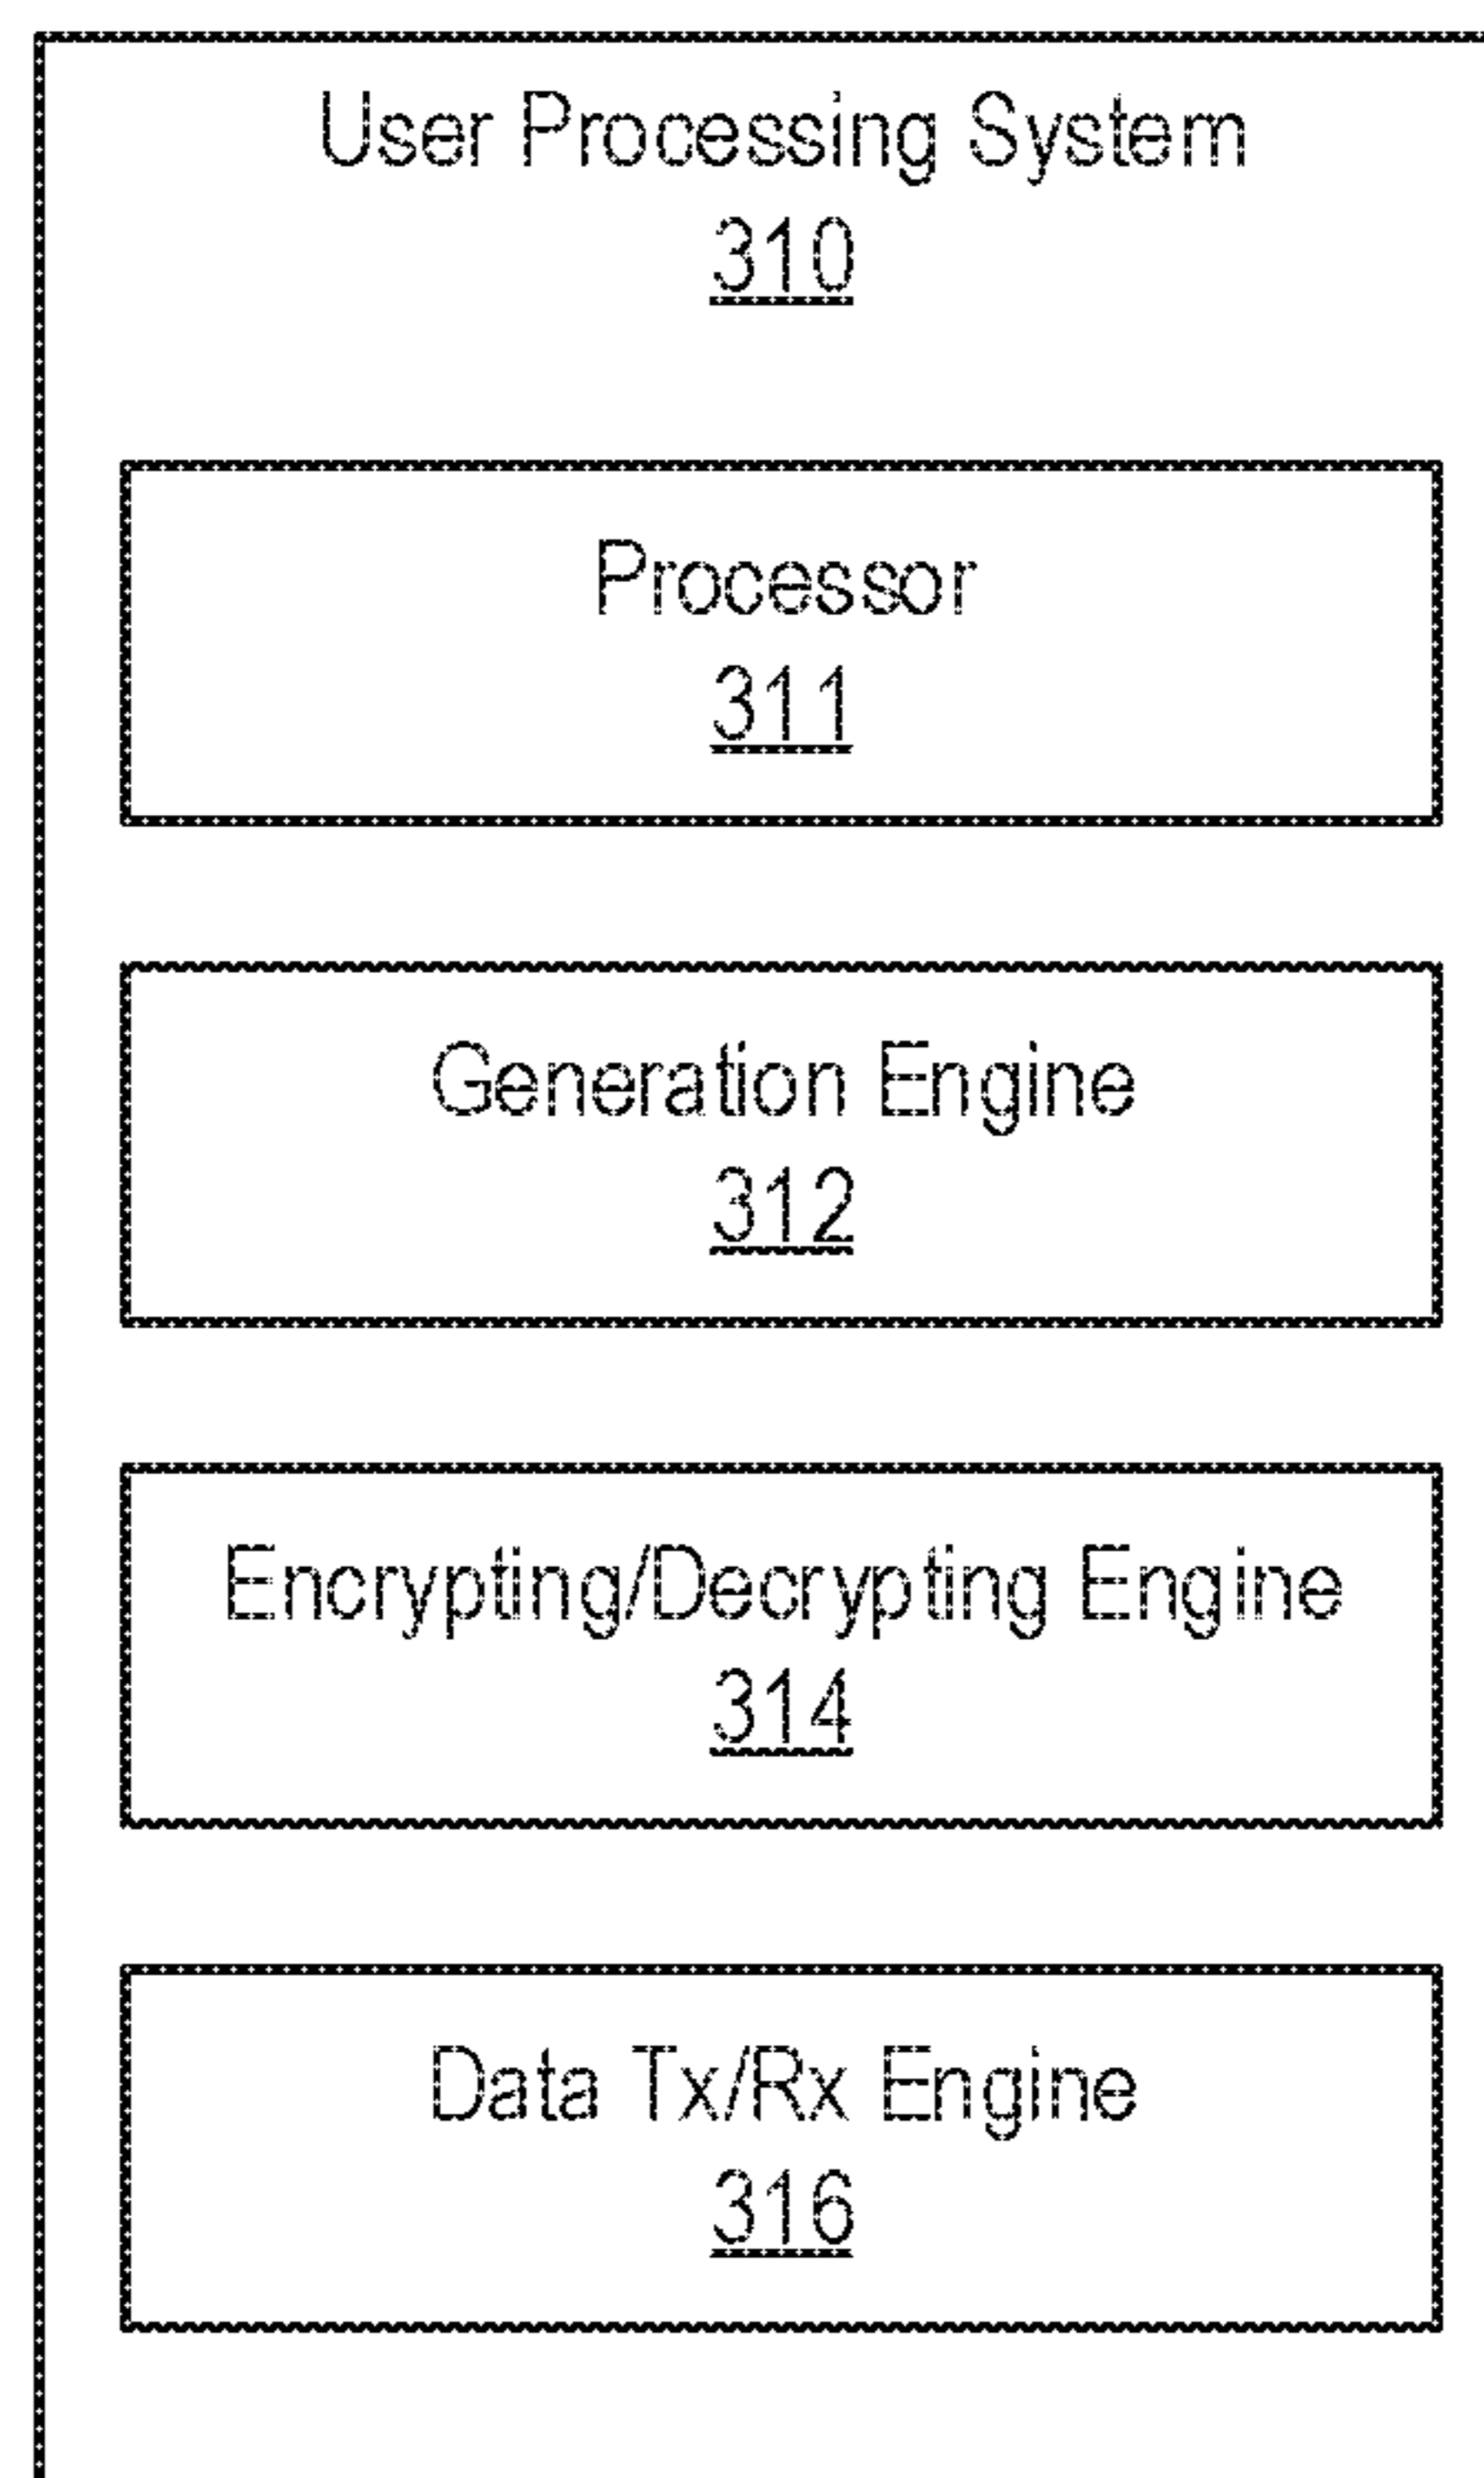 User Processing System
310
Processor
311
Generation Engine
312
Encrypting/Decrypting Engine
314
Data Tx/Rx Engine
316